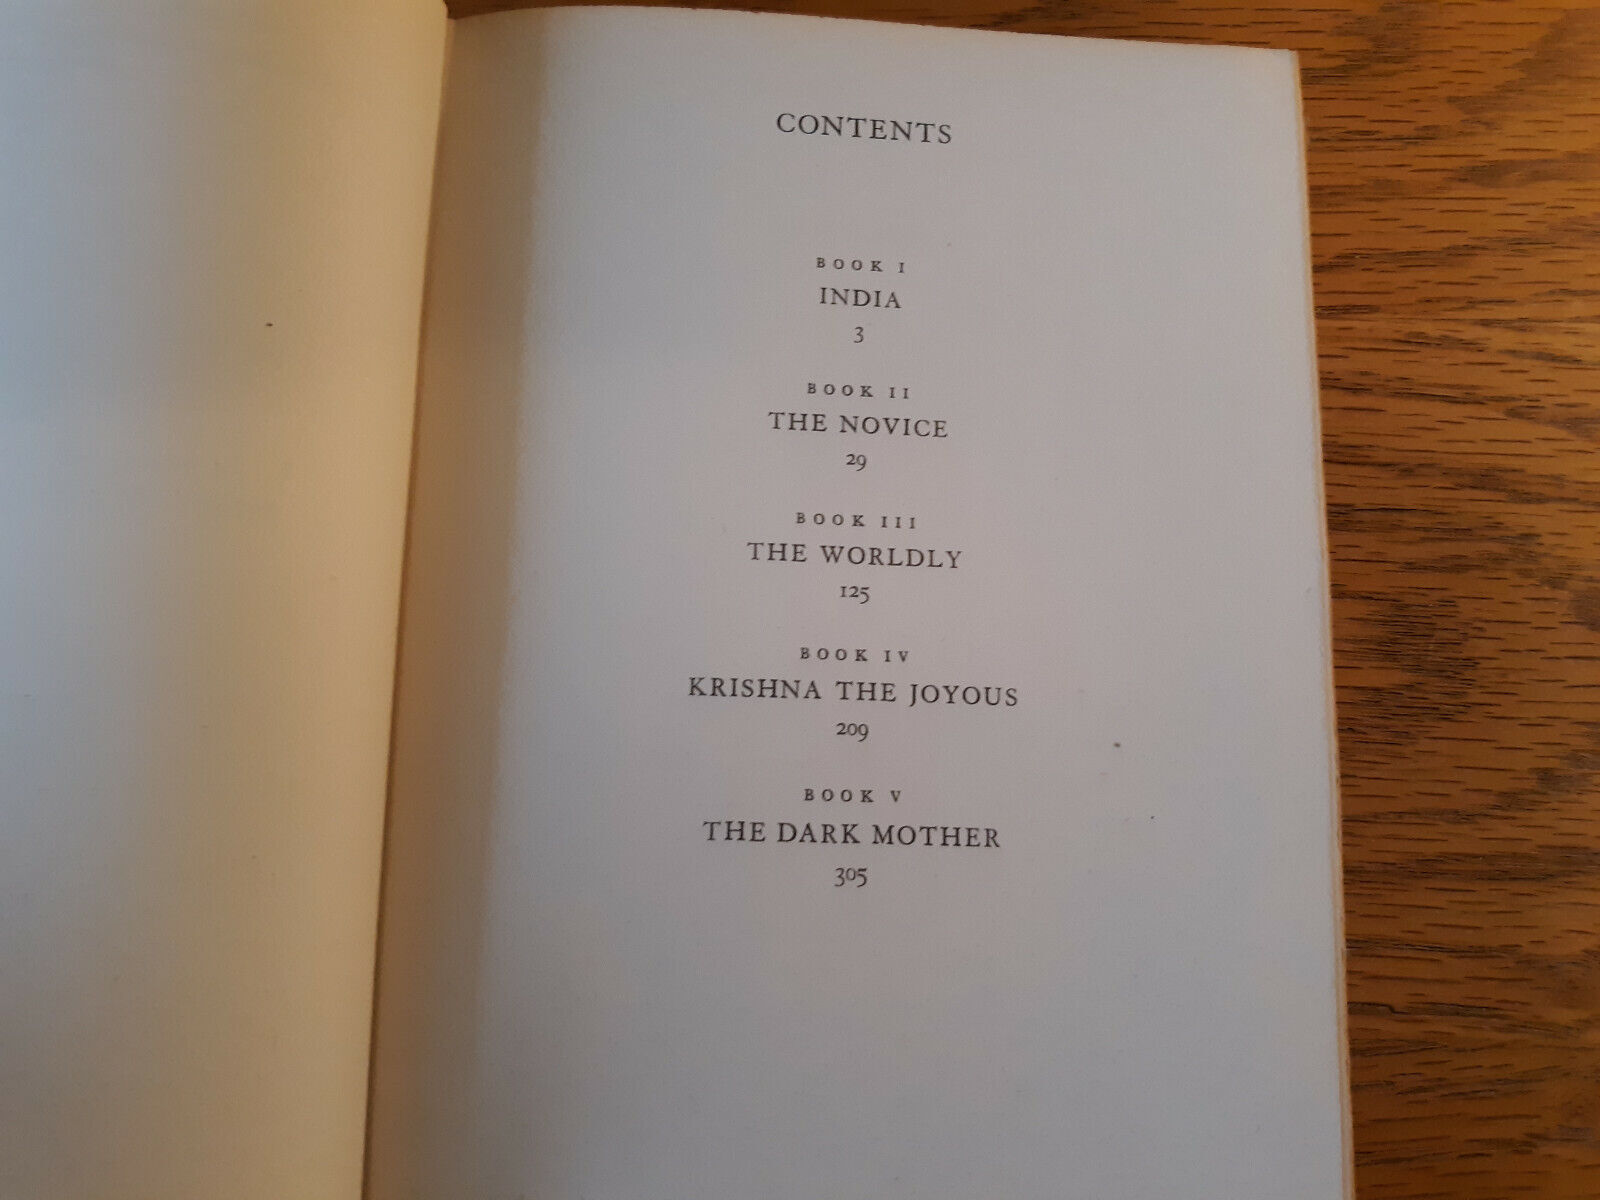 CONTENTS
BOOK I
INDIA
3
BOOK II
THE NOVICE
29
BOOK III
THE WORLDLY
125
BOOK IV
KRISHNA THE JOYOUS
209
BOOK V
THE DARK MOTHER
305